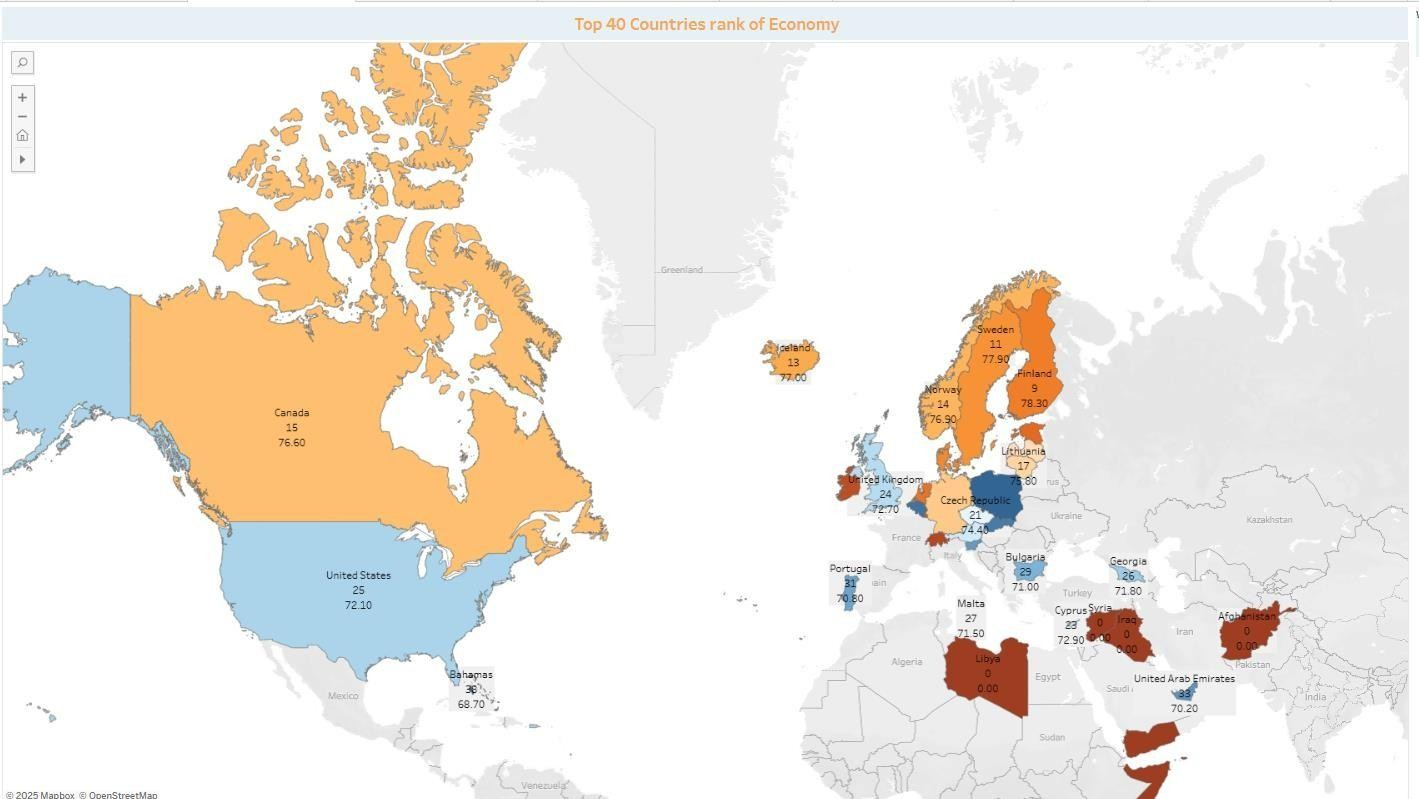 Top 40 Countries rank of Economy
Greenland
Iceland
13
77.00
Sweden
11
77.90
Finland
9
78.30
Norway
14
76.90
Canada
15
76.60
Lithuania
17
75.80
rus
United Kingdom
24
72.70
Czech Republic
21
74.40
Ukraine
Kazakhstan
France
Italy
Bulgaria
29
71.00
Georgia
26
71.80
Portugal
31
70.80
ain
United States
25
72.10
Turkey
Malta
27
71.50
Cyprus
23
72.90
Syria
0
0.00
Iraq
0
0.00
Iran
Afghanistan
0
0.00
Pakistan
Algeria
Libya
0
0.00
Egypt
Saudi
United Arab Emirates
33
70.20
India
Mexico
Bahamas
38
68.70
Sudan
Venezuela
© 2025 Mapbox © OpenStreetMap